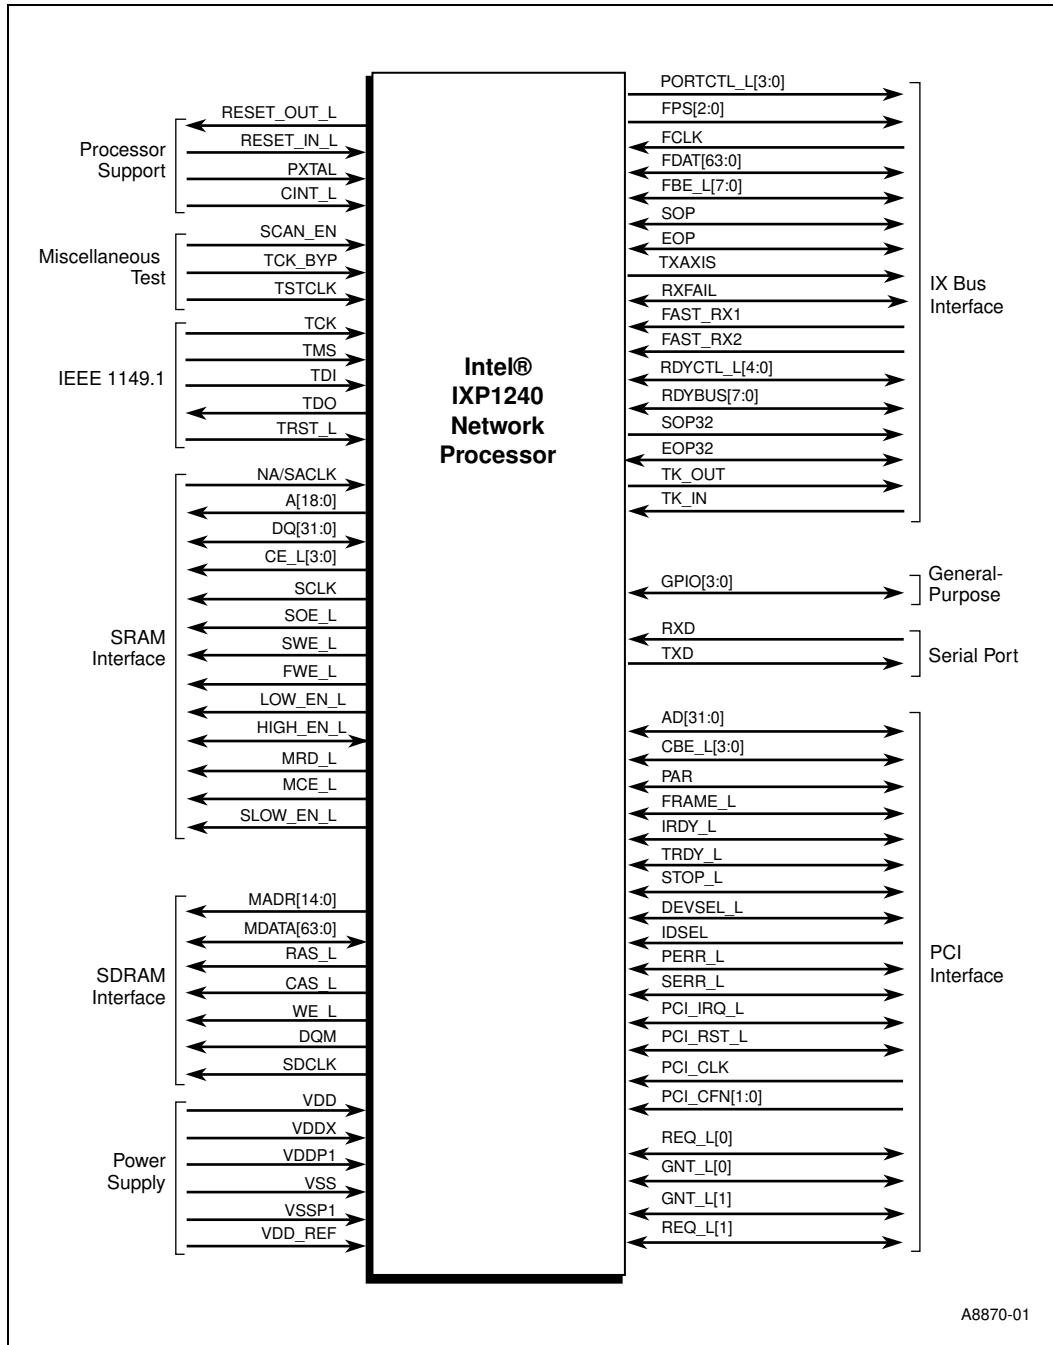 RESET_OUT_L
RESET_IN_L
PXTAL
CINT_L
Processor
Support
SCAN_EN
TCK_BYP
TSTCLK
Miscellaneous
Test
TCK
TMS
TDI
TDO
TRST_L
IEEE 1149.1
NA/SACLK
A[18:0]
DQ[31:0]
CE_L[3:0]
SCLK
SOE_L
SWE_L
FWE_L
LOW_EN_L
HIGH_EN_L
MRD_L
MCE_L
SLOW_EN_L
SRAM
Interface
MADR[14:0]
MDATA[63:0]
RAS_L
CAS_L
WE_L
DQM
SDCLK
SDRAM
Interface
VDD
VDDX
VDDP1
VSS
VSSP1
VDD_REF
Power
Supply
Intel®
IXP1240
Network
Processor
PORTCTL_L[3:0]
FPS[2:0]
FCLK
FDAT[63:0]
FBE_L[7:0]
SOP
EOP
TXAXIS
RXFAIL
FAST_RX1
FAST_RX2
RDYCTL_L[4:0]
RDYBUS[7:0]
SOP32
EOP32
TK_OUT
TK_IN
IX Bus
Interface
GPIO[3:0]
General-
Purpose
RXD
TXD
Serial Port
AD[31:0]
CBE_L[3:0]
PAR
FRAME_L
IRDY_L
TRDY_L
STOP_L
DEVSEL_L
IDSEL
PERR_L
SERR_L
PCI_IRQ_L
PCI_RST_L
PCI_CLK
PCI_CFN[1:0]
REQ_L[0]
GNT_L[0]
GNT_L[1]
REQ_L[1]
PCI
Interface
A8870-01